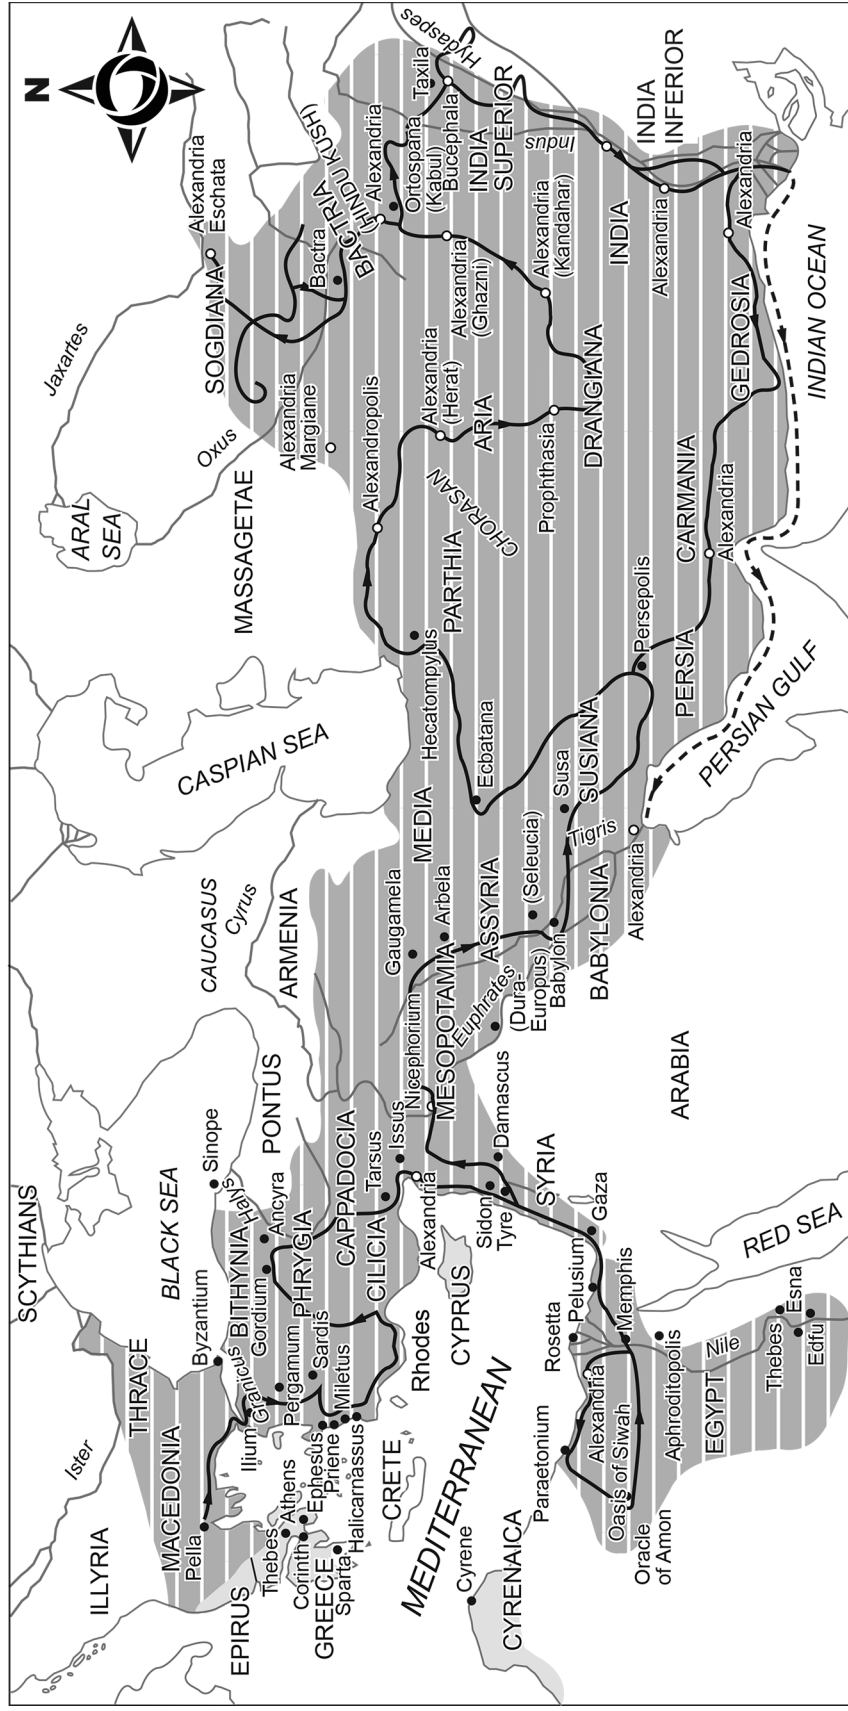 N
SCYTHIANS
ILLYRIA
Ister
THRACE
MACEDONIA
Pella
EPIRUS
BLACK SEA
Byzantium
Sinope
BITHYNIA
Halys
PONTUS
Ilium
Granicus
Gordium
Ancyra
Thebes
Athens
Corinth
GREECE
Sparta
Pergamum
Sardis
PHRYGIA
Ephesus
Priene
Miletus
Halicarnassus
CAPPADOCIA
CILICIA
Tarsus
Issus
Alexandria
Rhodes
CYPRUS
CRETE
MEDITERRANEAN
Cyrene
CYRENAICA
Paraetonium
Rosetta
Pelusium
Gaza
Alexandria
Oasis of Siwah
Oracle
of Amon
Memphis
Aphroditopolis
EGYPT
Nile
Thebes
Esna
Edfu
RED SEA
Sidon
Tyre
Damascus
SYRIA
ARABIA
CAUCASUS
Cyrus
ARMENIA
CASPIAN SEA
Nicephorium
MESOPOTAMIA
Euphrates
(Dura-
Europus)
Gaugamela
Arbela
ASSYRIA
(Seleucia)
Babylon
BABYLONIA
Tigris
Alexandria
MEDIA
Ecbatana
Susa
SUSIANA
Hecatompylus
PARTHIA
Persepolis
PERSIA
PERSIAN GULF
ARAL
SEA
MASSAGETAE
Jaxartes
Oxus
SOGDIANA
Alexandria
Eschata
Alexandria
Margiane
Bactra
BACTRIA
(HINDU KUSH)
Alexandropolis
CHORASAN
Alexandria
(Herat)
ARIA
Prophthasia
DRANGIANA
Alexandria
Ortospana
(Kabul)
Alexandria
(Ghazni)
Alexandria
(Kandahar)
Taxila
Hydaspes
Bucephala
INDIA
SUPERIOR
Indus
INDIA
INDIA
INFERIOR
Alexandria
Alexandria
GEDROSIA
CARMANIA
Alexandria
INDIAN OCEAN